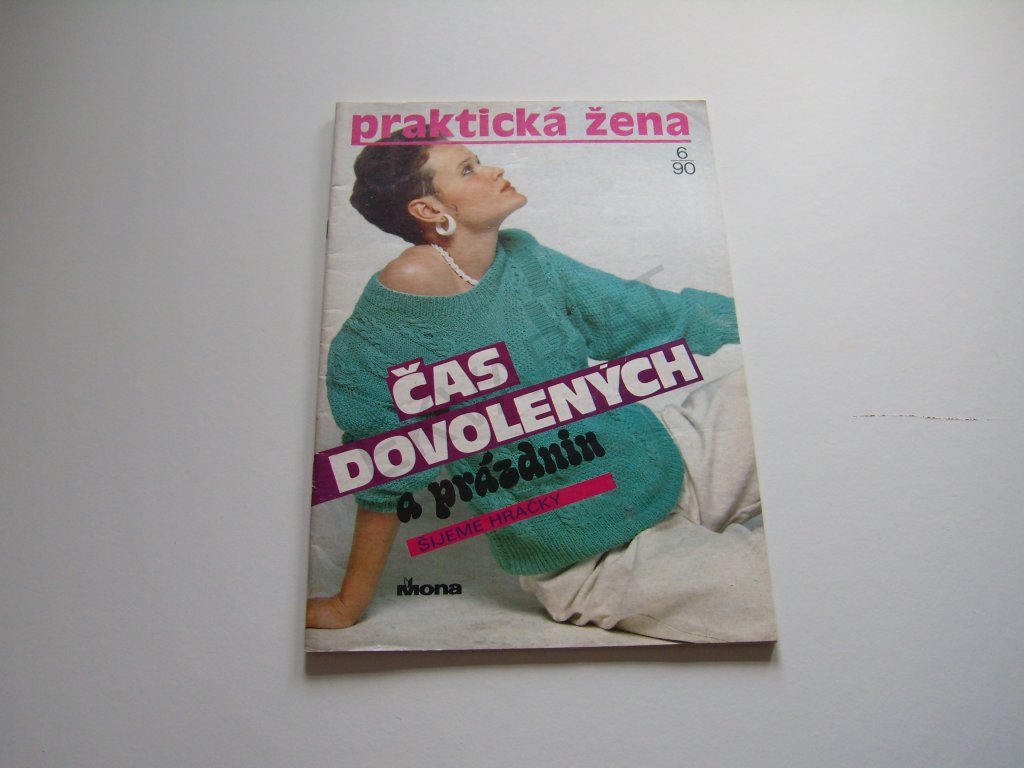 praktická žena
6
90
ČAS
DOVOLENÝCH
a prázdnin
ŠIJEME HRAČKY
Mona